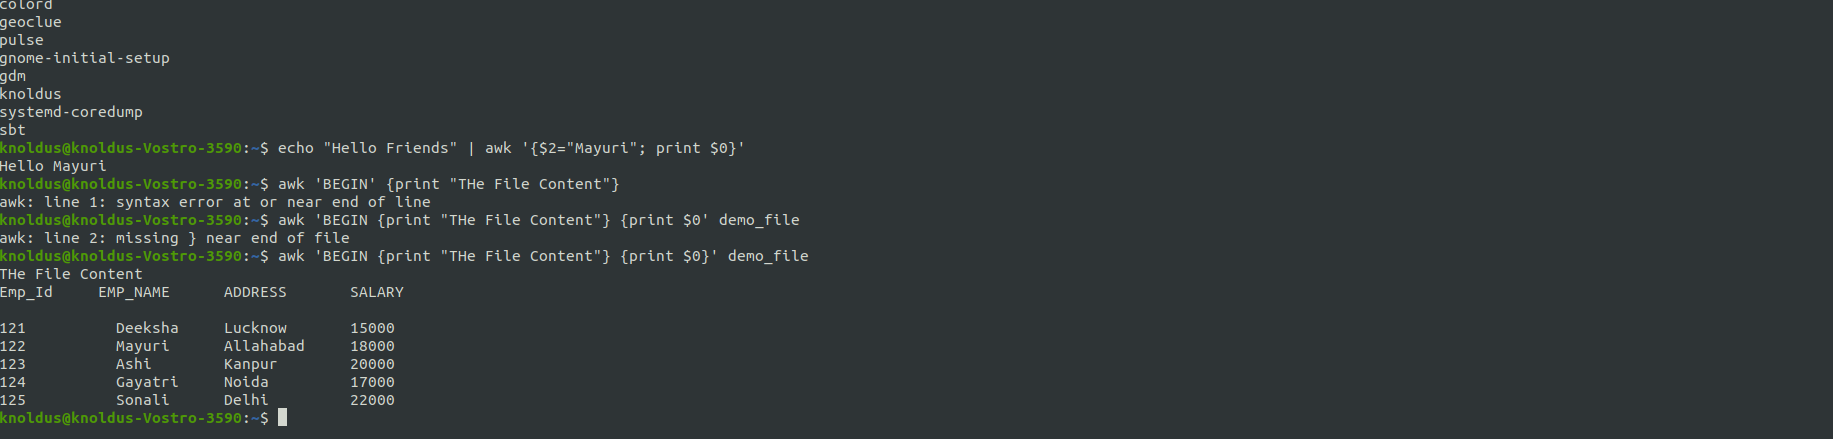 colord
geoclue
pulse
gnome-initial-setup
gdm
knoldus
systemd-coredump
sbt
knoldus@knoldus-Vostro-3590:~$ echo "Hello Friends" | awk '{$2="Mayuri"; print $0}'
Hello Mayuri
knoldus@knoldus-Vostro-3590:~$ awk 'BEGIN' {print "THe File Content"}
awk: line 1: syntax error at or near end of line
knoldus@knoldus-Vostro-3590:~$ awk 'BEGIN {print "THe File Content"} {print $0' demo_file
awk: line 2: missing } near end of file
knoldus@knoldus-Vostro-3590:~$ awk 'BEGIN {print "THe File Content"} {print $0}' demo_file
THe File Content
Emp_Id     EMP_NAME      ADDRESS       SALARY
121          Deeksha     Lucknow       15000
122          Mayuri      Allahabad     18000
123          Ashi        Kanpur        20000
124          Gayatri     Noida         17000
125          Sonali      Delhi         22000
knoldus@knoldus-Vostro-3590:~$